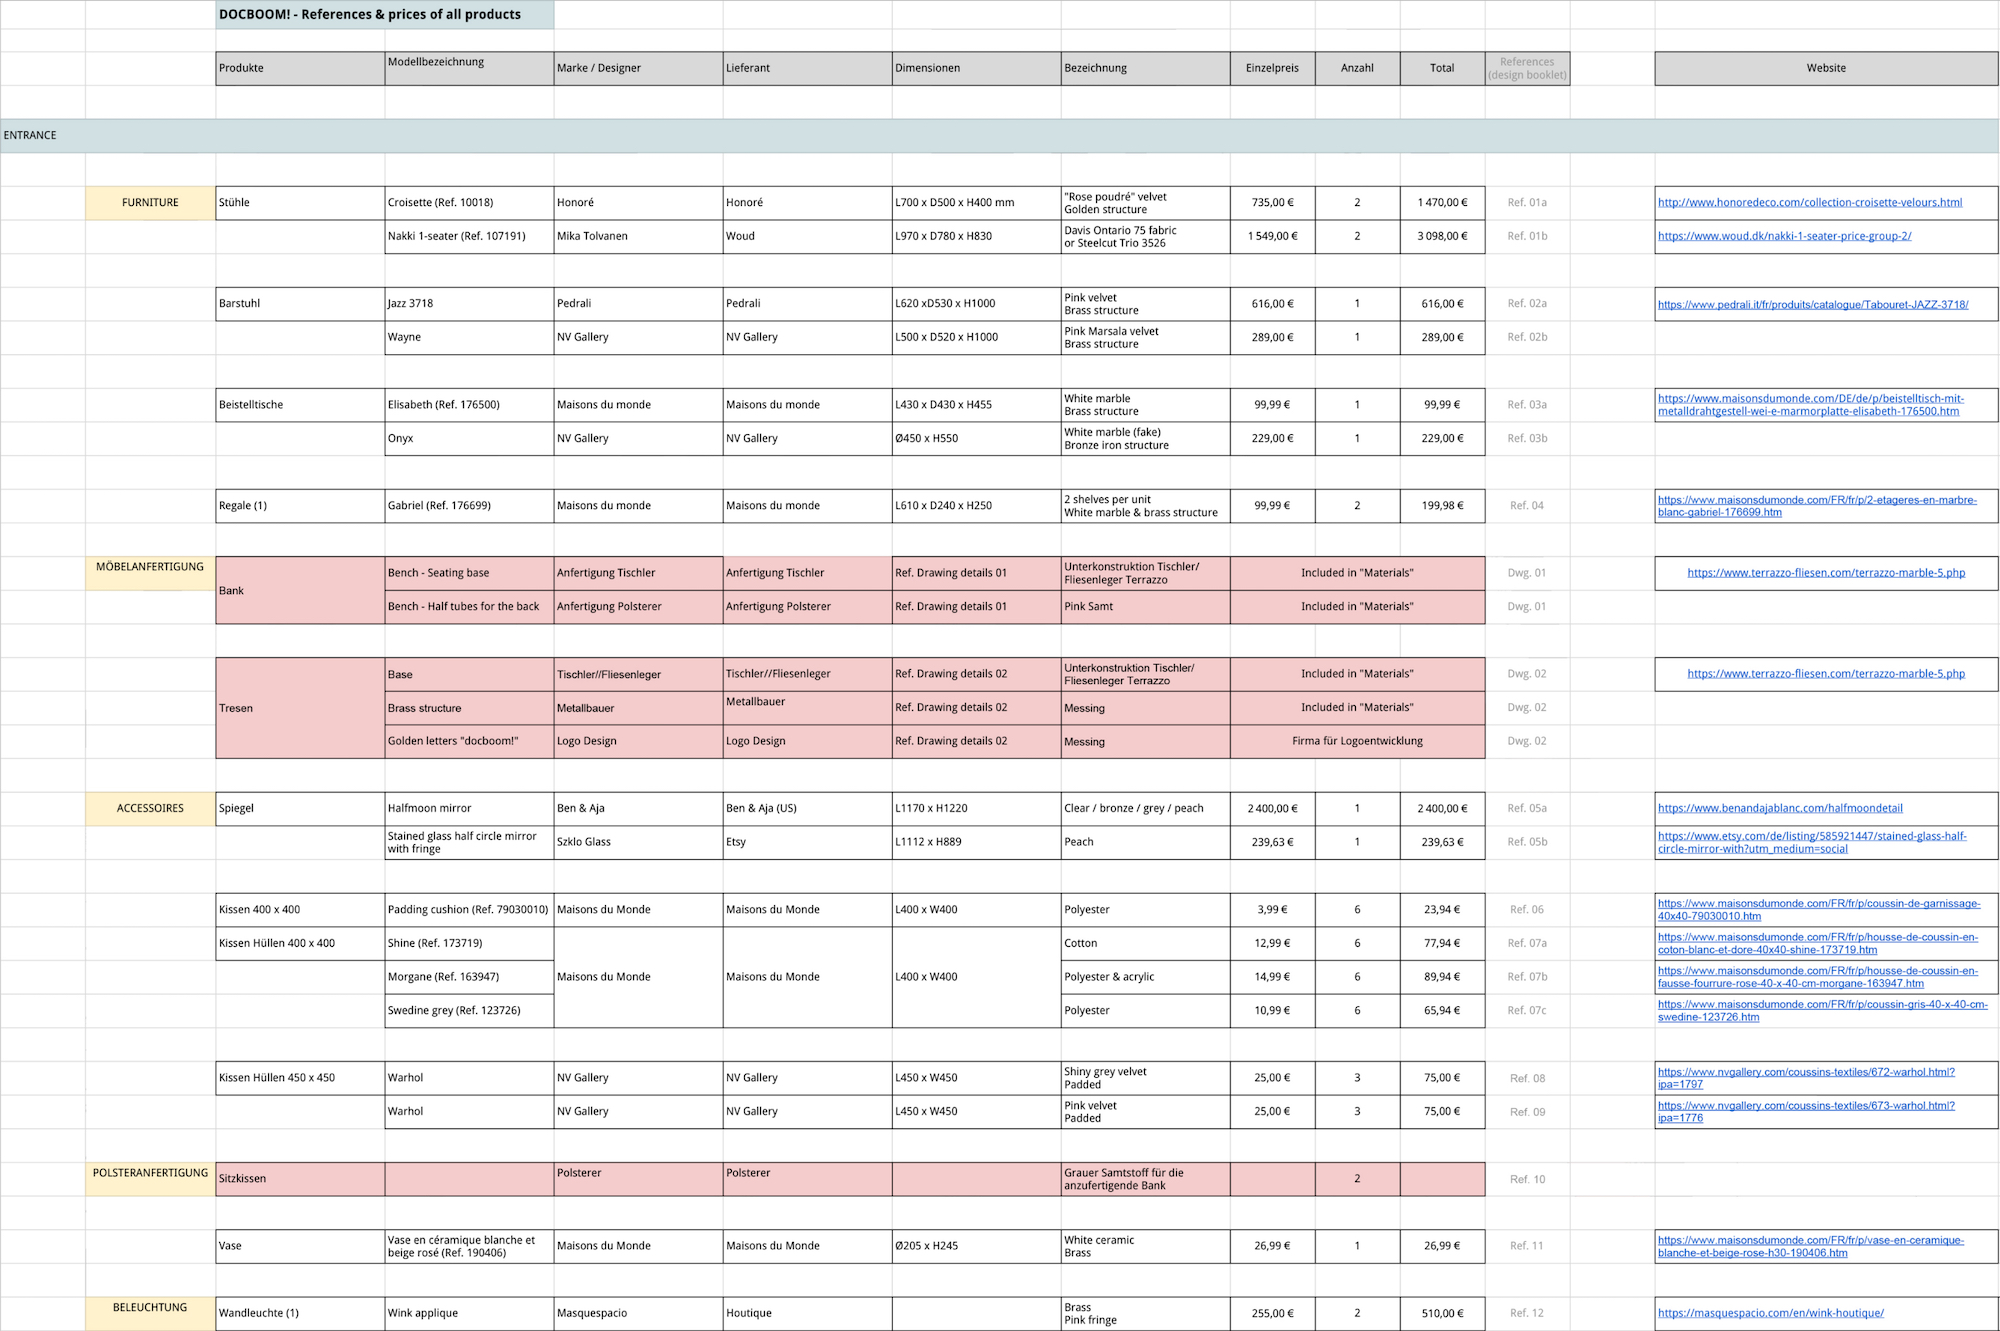 DOCBOOM! - References & prices of all products
Produkte Modellbezeichnung Marke / Designer Lieferant Dimensionen Bezeichnung Einzelpreis Anzahl Total References (design booklet) Website
ENTRANCE
FURNITURE Stühle Croisette (Ref. 10018) Honoré Honoré L700 x D500 x H400 mm "Rose poudré" velvet Golden structure 735,00 € 2 1 470,00 € Ref. 01a http://www.honoredeco.com/collection-croisette-velours.html
Nakki 1-seater (Ref. 107191) Mika Tolvanen Woud L970 x D780 x H830 Davis Ontario 75 fabric or Steelcut Trio 3526 1 549,00 € 2 3 098,00 € Ref. 01b https://www.woud.dk/nakki-1-seater-price-group-2/
Barstuhl Jazz 3718 Pedrali Pedrali L620 xD530 x H1000 Pink velvet Brass structure 616,00 € 1 616,00 € Ref. 02a https://www.pedrali.it/fr/produits/catalogue/Tabouret-JAZZ-3718/
Wayne NV Gallery NV Gallery L500 x D520 x H1000 Pink Marsala velvet Brass structure 289,00 € 1 289,00 € Ref. 02b
Beistelltische Elisabeth (Ref. 176500) Maisons du monde Maisons du monde L430 x D430 x H455 White marble Brass structure 99,99 € 1 99,99 € Ref. 03a https://www.maisonsdumonde.com/DE/de/p/beistelltisch-mit-metalldrahtgestell-wei-e-marmorplatte-elisabeth-176500.htm
Onyx NV Gallery NV Gallery Ø450 x H550 White marble (fake) Bronze iron structure 229,00 € 1 229,00 € Ref. 03b
Regale (1) Gabriel (Ref. 176699) Maisons du monde Maisons du monde L610 x D240 x H250 2 shelves per unit White marble & brass structure 99,99 € 2 199,98 € Ref. 04 https://www.maisonsdumonde.com/FR/fr/p/2-etageres-en-marbre-blanc-gabriel-176699.htm
MÖBELANFERTIGUNG Bank Bench - Seating base Anfertigung Tischler Anfertigung Tischler Ref. Drawing details 01 Unterkonstruktion Tischler/ Fliesenleger Terrazzo Included in "Materials" Dwg. 01 https://www.terrazzo-fliesen.com/terrazzo-marble-5.php
Bench - Half tubes for the back Anfertigung Polsterer Anfertigung Polsterer Ref. Drawing details 01 Pink Samt Included in "Materials" Dwg. 01
Tresen Base Tischler//Fliesenleger Tischler//Fliesenleger Ref. Drawing details 02 Unterkonstruktion Tischler/ Fliesenleger Terrazzo Included in "Materials" Dwg. 02 https://www.terrazzo-fliesen.com/terrazzo-marble-5.php
Brass structure Metallbauer Metallbauer Ref. Drawing details 02 Messing Included in "Materials" Dwg. 02
Golden letters "docboom!" Logo Design Logo Design Ref. Drawing details 02 Messing Firma für Logoentwicklung Dwg. 02
ACCESSOIRES Spiegel Halfmoon mirror Ben & Aja Ben & Aja (US) L1170 x H1220 Clear / bronze / grey / peach 2 400,00 € 1 2 400,00 € Ref. 05a https://www.benandajablanc.com/halfmoondetail
Stained glass half circle mirror with fringe Szklo Glass Etsy L1112 x H889 Peach 239,63 € 1 239,63 € Ref. 05b https://www.etsy.com/de/listing/585921447/stained-glass-half-circle-mirror-with?utm_medium=social
Kissen 400 x 400 Padding cushion (Ref. 79030010) Maisons du Monde Maisons du Monde L400 x W400 Polyester 3,99 € 6 23,94 € Ref. 06 https://www.maisonsdumonde.com/FR/fr/p/coussin-de-garnissage-40x40-79030010.htm
Kissen Hüllen 400 x 400 Shine (Ref. 173719) Cotton 12,99 € 6 77,94 € Ref. 07a https://www.maisonsdumonde.com/FR/fr/p/housse-de-coussin-en-coton-blanc-et-dore-40x40-shine-173719.htm
Morgane (Ref. 163947) Maisons du Monde Maisons du Monde L400 x W400 Polyester & acrylic 14,99 € 6 89,94 € Ref. 07b https://www.maisonsdumonde.com/FR/fr/p/housse-de-coussin-en-fausse-fourrure-rose-40-x-40-cm-morgane-163947.htm
Swedine grey (Ref. 123726) Polyester 10,99 € 6 65,94 € Ref. 07c https://www.maisonsdumonde.com/FR/fr/p/coussin-gris-40-x-40-cm-swedine-123726.htm
Kissen Hüllen 450 x 450 Warhol NV Gallery NV Gallery L450 x W450 Shiny grey velvet Padded 25,00 € 3 75,00 € Ref. 08 https://www.nvgallery.com/coussins-textiles/672-warhol.html?ipa=1797
Warhol NV Gallery NV Gallery L450 x W450 Pink velvet Padded 25,00 € 3 75,00 € Ref. 09 https://www.nvgallery.com/coussins-textiles/673-warhol.html?ipa=1776
POLSTERANFERTIGUNG Sitzkissen Polsterer Polsterer Grauer Samtstoff für die anzufertigende Bank 2 Ref. 10
Vase Vase en céramique blanche et beige rosé (Ref. 190406) Maisons du Monde Maisons du Monde Ø205 x H245 White ceramic Brass 26,99 € 1 26,99 € Ref. 11 https://www.maisonsdumonde.com/FR/fr/p/vase-en-ceramique-blanche-et-beige-rose-h30-190406.htm
BELEUCHTUNG Wandleuchte (1) Wink applique Masquespacio Houtique Brass Pink fringe 255,00 € 2 510,00 € Ref. 12 https://masquespacio.com/en/wink-houtique/